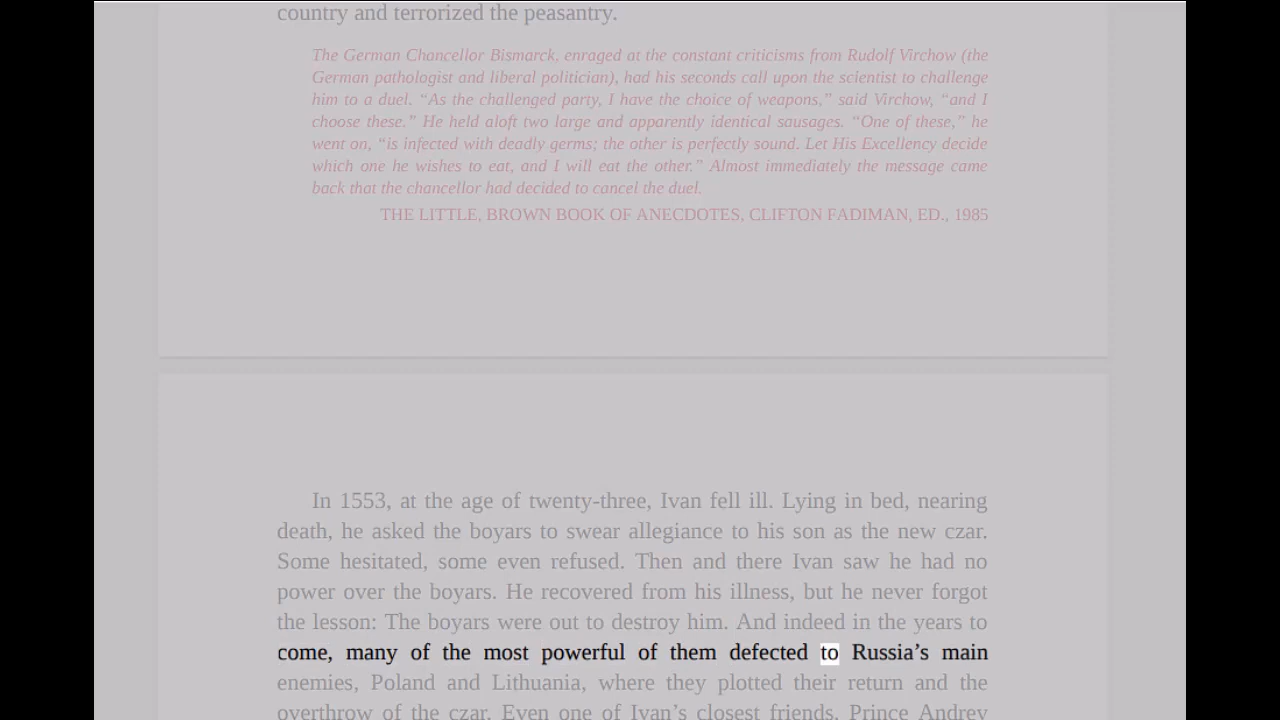 country and terrorized the peasantry.
The German Chancellor Bismarck, enraged at the constant criticisms from Rudolf Virchow (the
German pathologist and liberal politician), had his seconds call upon the scientist to challenge
him to a duel. “As the challenged party, I have the choice of weapons,” said Virchow, “and I
choose these.” He held aloft two large and apparently identical sausages. “One of these,” he
went on, “is infected with deadly germs; the other is perfectly sound. Let His Excellency decide
which one he wishes to eat, and I will eat the other.” Almost immediately the message came
back that the chancellor had decided to cancel the duel.
THE LITTLE, BROWN BOOK OF ANECDOTES, CLIFTON FADIMAN, ED., 1985
In 1553, at the age of twenty-three, Ivan fell ill. Lying in bed, nearing
death, he asked the boyars to swear allegiance to his son as the new czar.
Some hesitated, some even refused. Then and there Ivan saw he had no
power over the boyars. He recovered from his illness, but he never forgot
the lesson: The boyars were out to destroy him. And indeed in the years to
come, many of the most powerful of them defected to Russia’s main
enemies, Poland and Lithuania, where they plotted their return and the
overthrow of the czar. Even one of Ivan’s closest friends, Prince Andrey